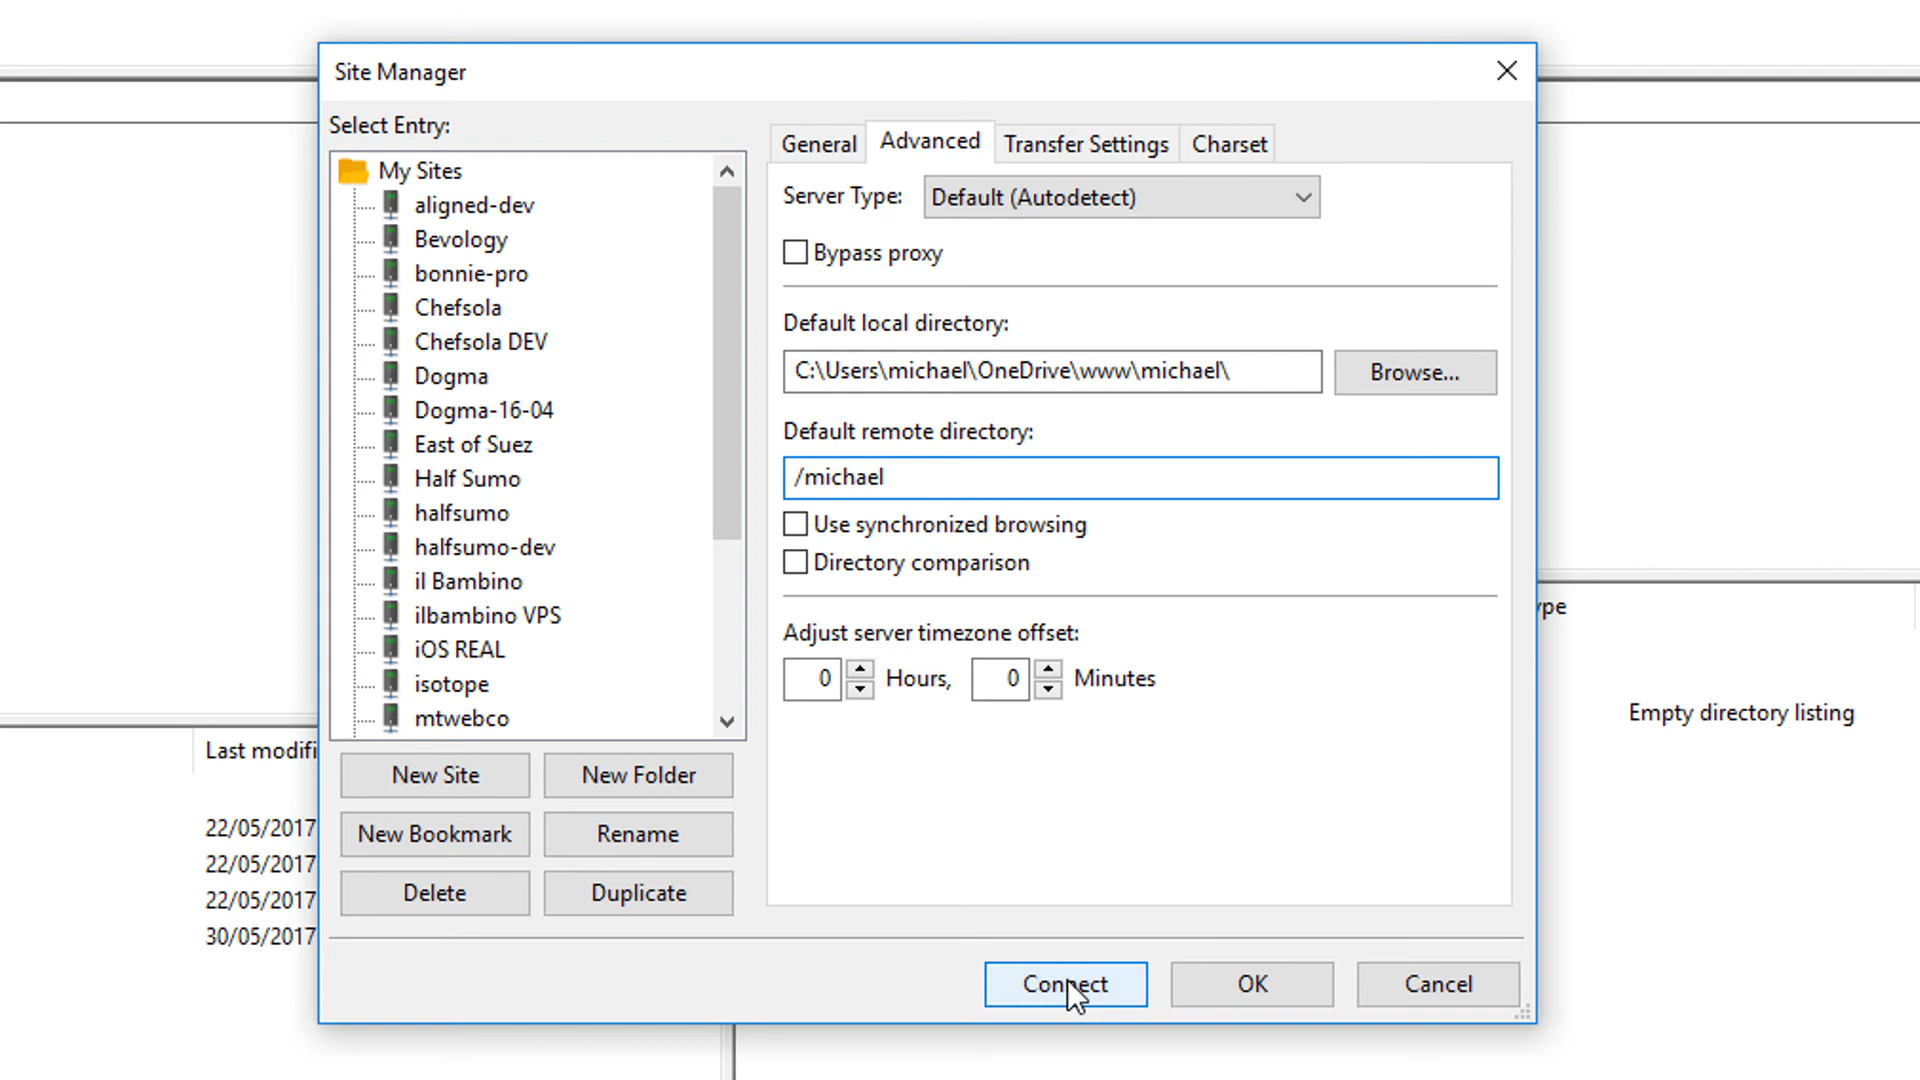 Site Manager
Select Entry:
My Sites
aligned-dev
Bevology
bonnie-pro
Chefsola
Chefsola DEV
Dogma
Dogma-16-04
East of Suez
Half Sumo
halfsumo
halfsumo-dev
il Bambino
ilbambino VPS
iOS REAL
isotope
mtwebco
New Site New Folder
New Bookmark Rename
Delete Duplicate
General Advanced Transfer Settings Charset
Server Type: Default (Autodetect)
Bypass proxy
Default local directory:
C:\Users\michael\OneDrive\www\michael\ Browse...
Default remote directory:
/michael
Use synchronized browsing
Directory comparison
Adjust server timezone offset:
0 Hours, 0 Minutes
Connect OK Cancel
Last modifi
22/05/2017
22/05/2017
22/05/2017
30/05/2017
ype
Empty directory listing